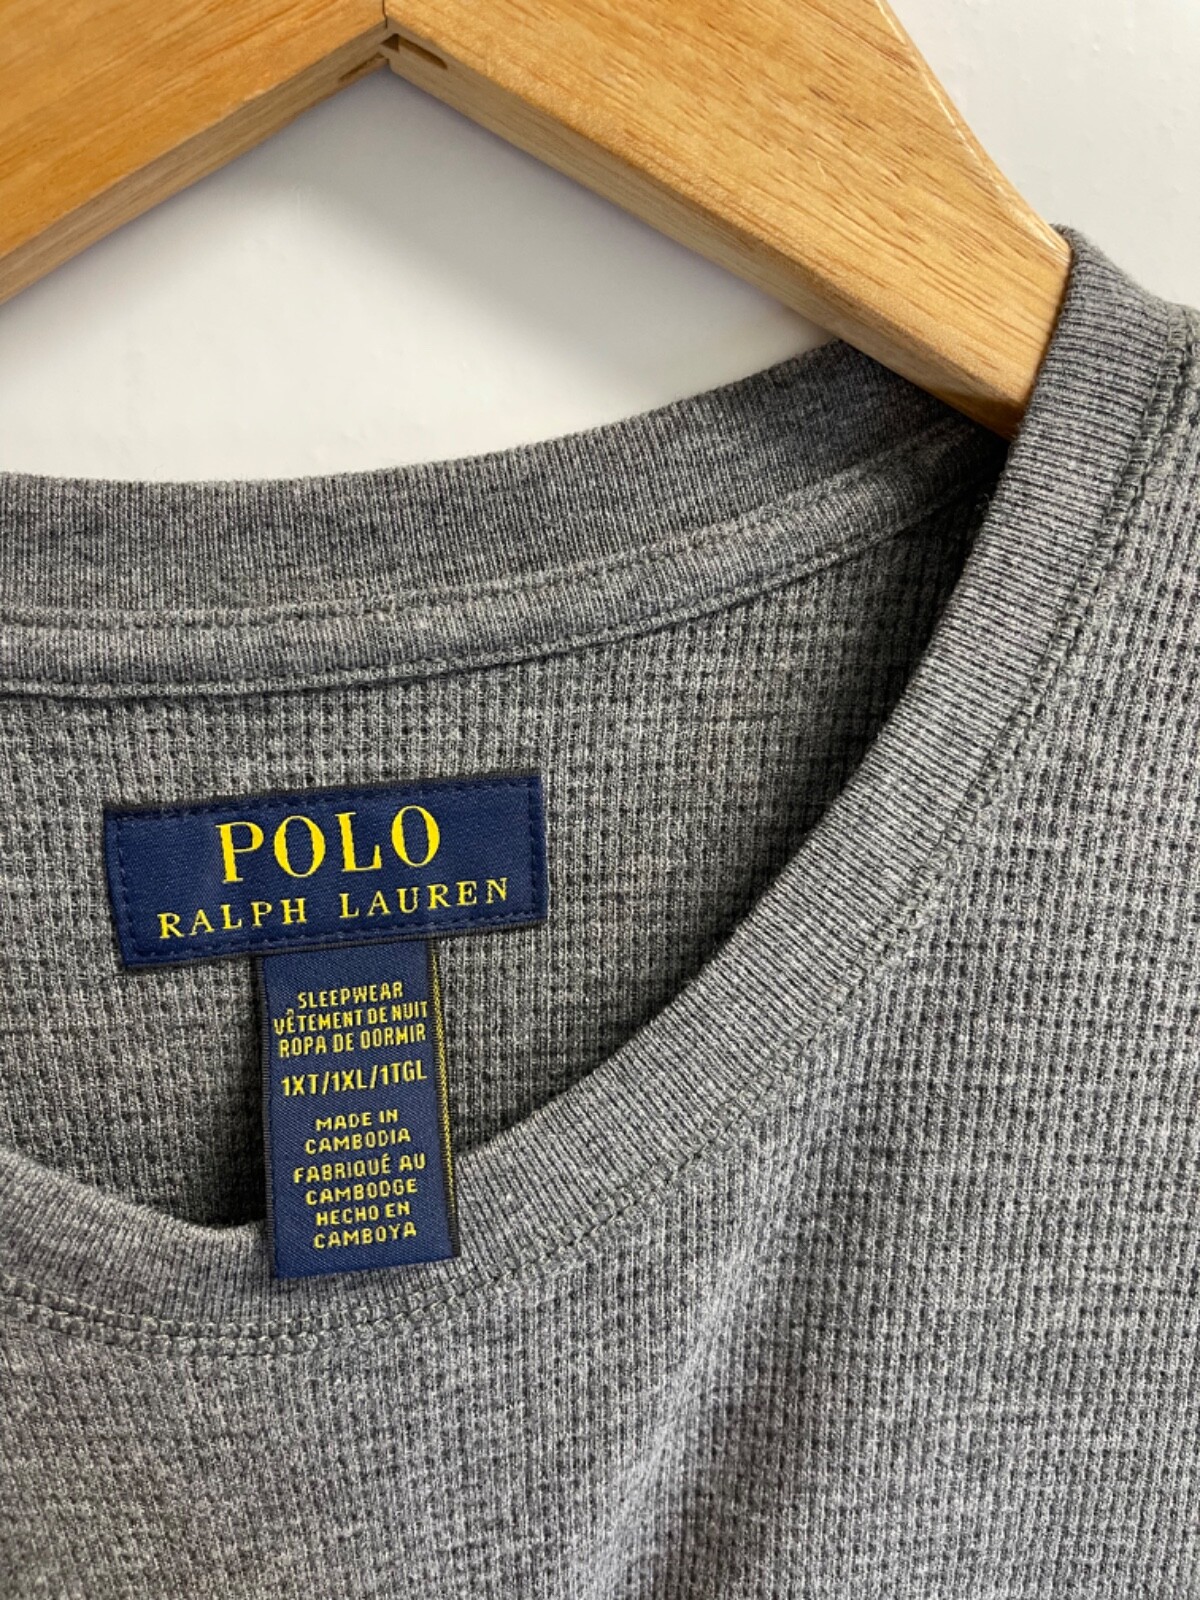 POLO
RALPH LAUREN
SLEEPWEAR
VÊTEMENT DE NUIT
ROPA DE DORMIR
1XT/1XL/1TGL
MADE IN
CAMBODIA
FABRIQUÉ AU
CAMBODGE
HECHO EN
CAMBOYA